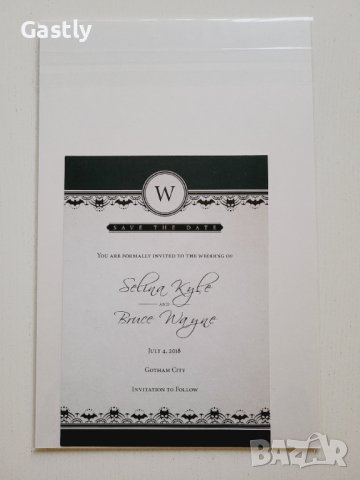 Gastly
W
SAVE THE DATE
YOU ARE FORMALLY INVITED TO THE WEDDING OF
Selina Kyle
AND
Bruce Wayne
JULY 4, 2018
GOTHAM CITY
INVITATION TO FOLLOW
BAZAR